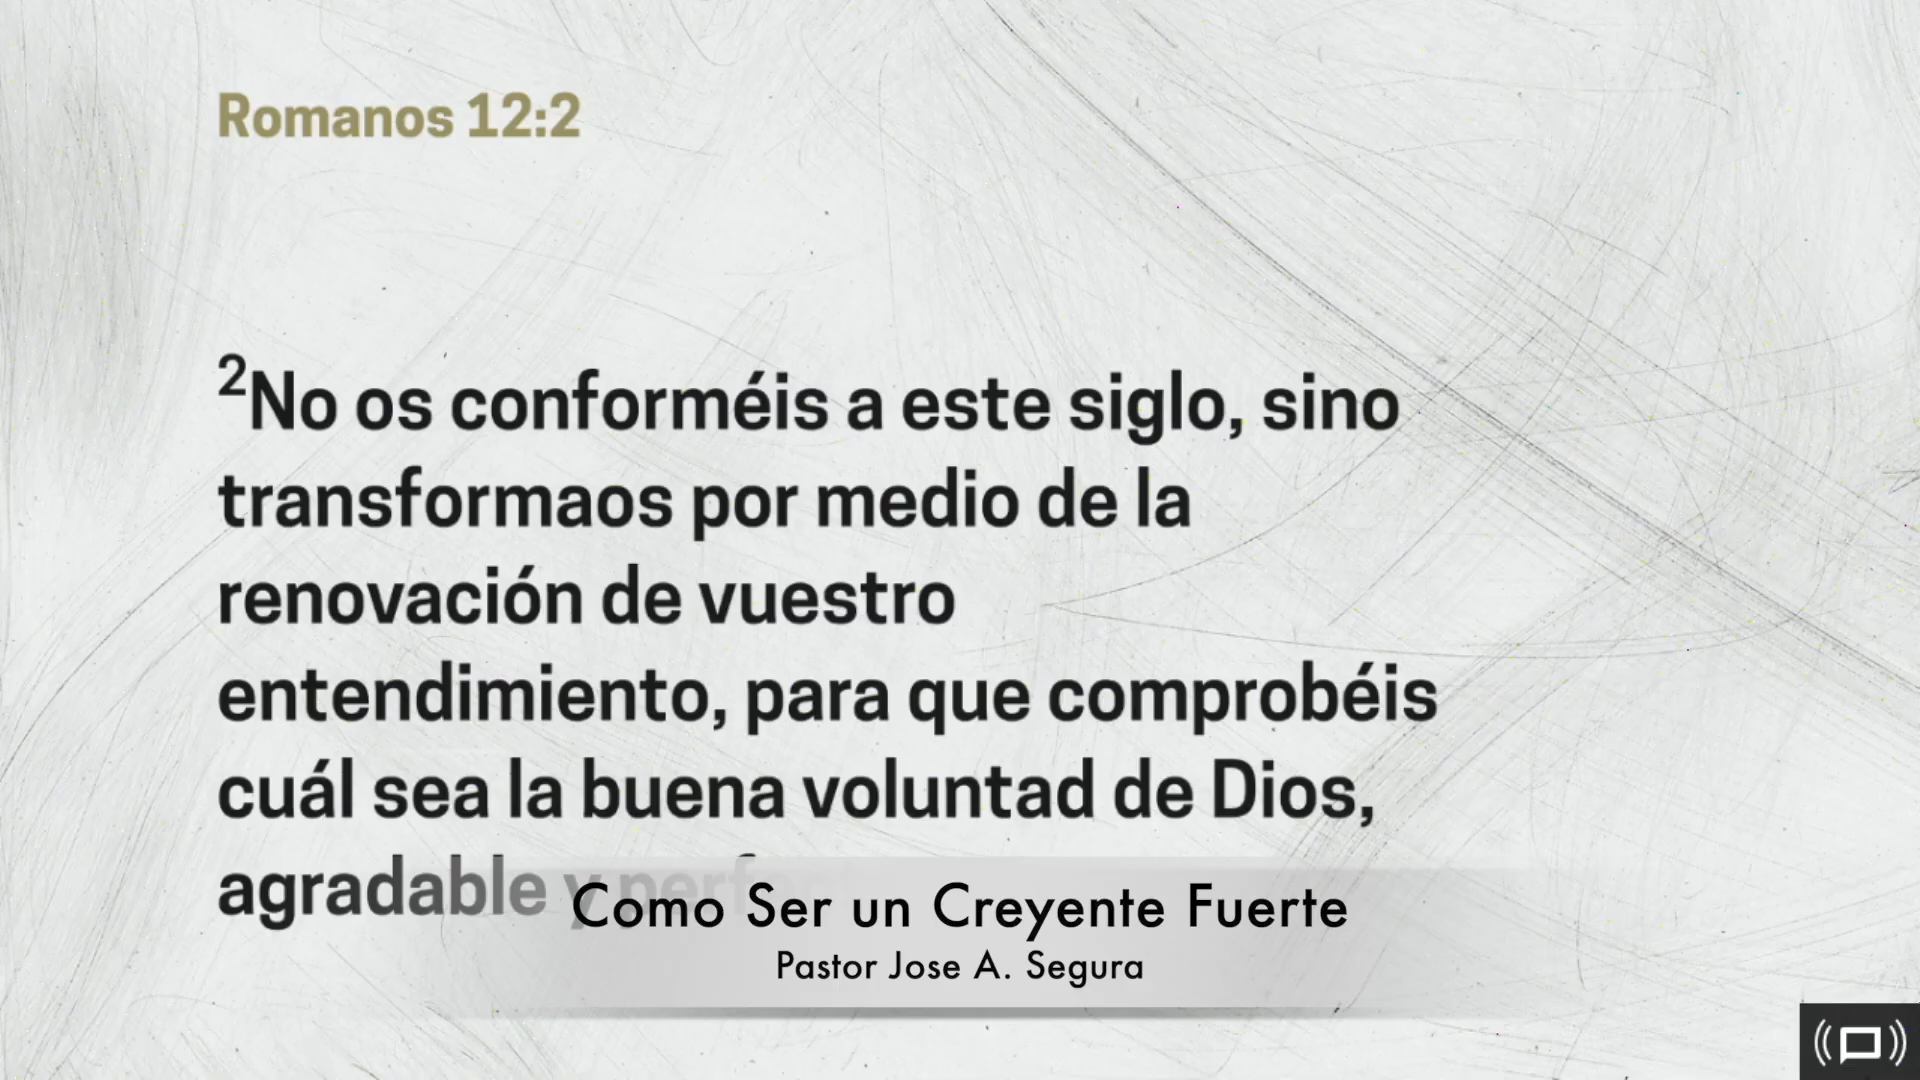 Romanos 12:2
²No os conforméis a este siglo, sino
transformaos por medio de la
renovación de vuestro
entendimiento, para que comprobéis
cuál sea la buena voluntad de Dios,
agradable y
Como Ser un Creyente Fuerte
Pastor Jose A. Segura